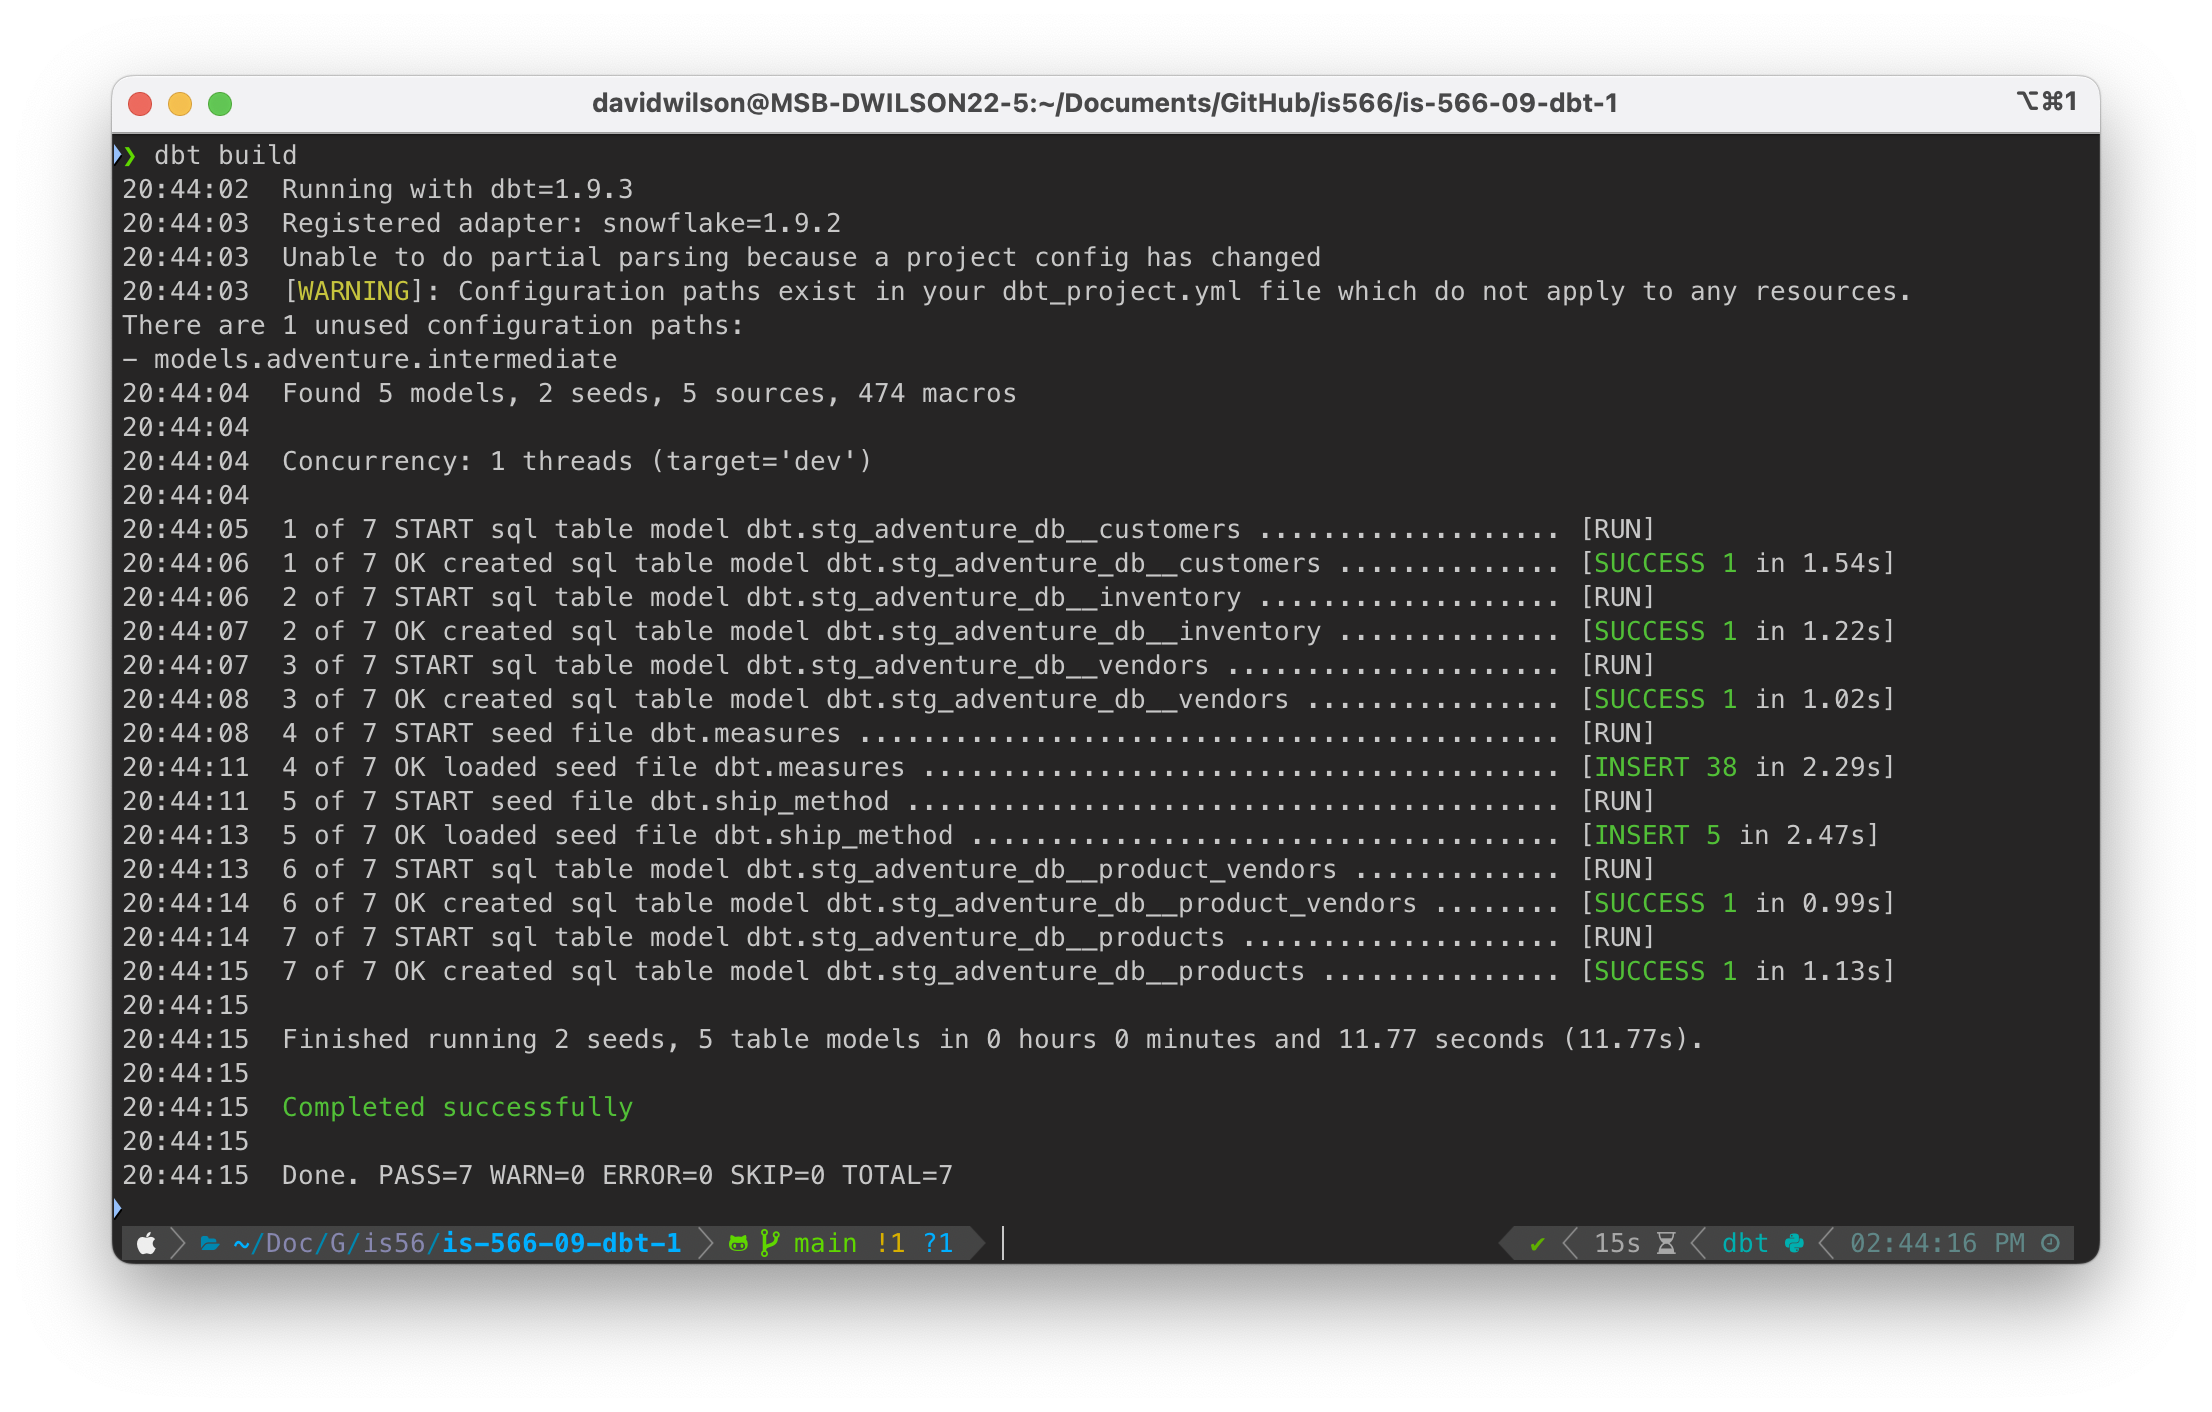 davidwilson@MSB-DWILSON22-5:~/Documents/GitHub/is566/is-566-09-dbt-1 ⌥⌘1
❯ dbt build
20:44:02  Running with dbt=1.9.3
20:44:03  Registered adapter: snowflake=1.9.2
20:44:03  Unable to do partial parsing because a project config has changed
20:44:03  [WARNING]: Configuration paths exist in your dbt_project.yml file which do not apply to any resources.
There are 1 unused configuration paths:
- models.adventure.intermediate
20:44:04  Found 5 models, 2 seeds, 5 sources, 474 macros
20:44:04
20:44:04  Concurrency: 1 threads (target='dev')
20:44:04
20:44:05  1 of 7 START sql table model dbt.stg_adventure_db__customers ................... [RUN]
20:44:06  1 of 7 OK created sql table model dbt.stg_adventure_db__customers .............. [SUCCESS 1 in 1.54s]
20:44:06  2 of 7 START sql table model dbt.stg_adventure_db__inventory ................... [RUN]
20:44:07  2 of 7 OK created sql table model dbt.stg_adventure_db__inventory .............. [SUCCESS 1 in 1.22s]
20:44:07  3 of 7 START sql table model dbt.stg_adventure_db__vendors ..................... [RUN]
20:44:08  3 of 7 OK created sql table model dbt.stg_adventure_db__vendors ................ [SUCCESS 1 in 1.02s]
20:44:08  4 of 7 START seed file dbt.measures ............................................ [RUN]
20:44:11  4 of 7 OK loaded seed file dbt.measures ........................................ [INSERT 38 in 2.29s]
20:44:11  5 of 7 START seed file dbt.ship_method ......................................... [RUN]
20:44:13  5 of 7 OK loaded seed file dbt.ship_method ..................................... [INSERT 5 in 2.47s]
20:44:13  6 of 7 START sql table model dbt.stg_adventure_db__product_vendors ............. [RUN]
20:44:14  6 of 7 OK created sql table model dbt.stg_adventure_db__product_vendors ........ [SUCCESS 1 in 0.99s]
20:44:14  7 of 7 START sql table model dbt.stg_adventure_db__products .................... [RUN]
20:44:15  7 of 7 OK created sql table model dbt.stg_adventure_db__products ............... [SUCCESS 1 in 1.13s]
20:44:15
20:44:15  Finished running 2 seeds, 5 table models in 0 hours 0 minutes and 11.77 seconds (11.77s).
20:44:15
20:44:15  Completed successfully
20:44:15
20:44:15  Done. PASS=7 WARN=0 ERROR=0 SKIP=0 TOTAL=7
~/Doc/G/is56/is-566-09-dbt-1 main !1 ?1 ✔ 15s dbt 02:44:16 PM